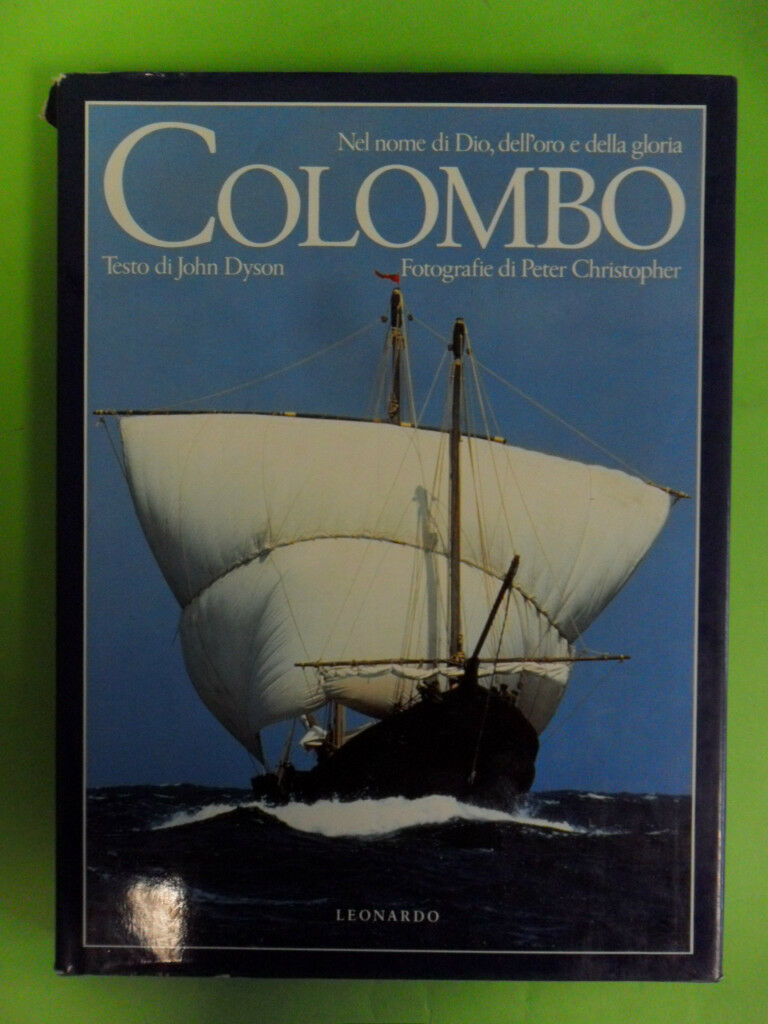 Nel nome di Dio, dell'oro e della gloria
COLOMBO
Testo di John Dyson
Fotografie di Peter Christopher
LEONARDO